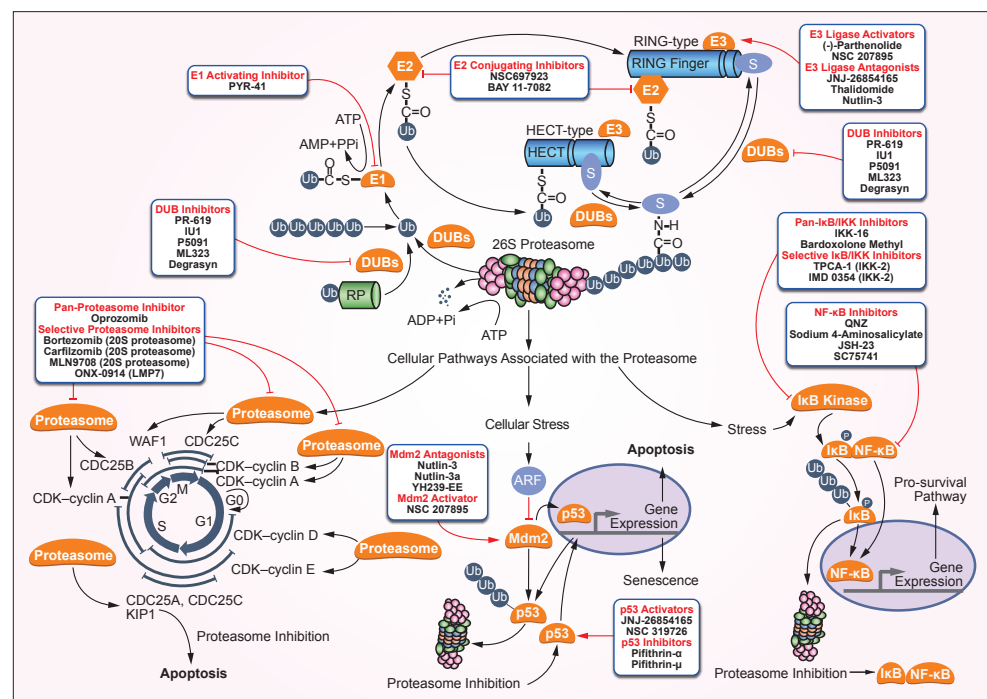 E1 Activating Inhibitor
PYR-41
E2
S
C=O
Ub
E2 Conjugating Inhibitors
NSC697923
BAY 11-7082
RING-type
E3
RING Finger
S
E2
S
C=O
Ub
E3 Ligase Activators
(-)-Parthenolide
NSC 207895
E3 Ligase Antagonists
JNJ-26854165
Thalidomide
Nutlin-3
ATP
AMP+PPi
O
Ub C S E1
HECT-type
E3
HECT
S
S
C=O
Ub
DUBs
DUBs
DUB Inhibitors
PR-619
IU1
P5091
ML323
Degrasyn
S
N-H
C=O
Ub Ub Ub Ub Ub Ub Ub
DUB Inhibitors
PR-619
IU1
P5091
ML323
Degrasyn
Ub Ub Ub Ub Ub
Ub
DUBs
DUBs
Ub
RP
26S Proteasome
ADP+Pi
ATP
Pan-IκB/IKK Inhibitors
IKK-16
Bardoxolone Methyl
Selective IκB/IKK Inhibitors
TPCA-1 (IKK-2)
IMD 0354 (IKK-2)
NF-κB Inhibitors
QNZ
Sodium 4-Aminosalicylate
JSH-23
SC75741
Pan-Proteasome Inhibitor
Oprozomib
Selective Proteasome Inhibitors
Bortezomib (20S proteasome)
Carfilzomib (20S proteasome)
MLN9708 (20S proteasome)
ONX-0914 (LMP7)
Cellular Pathways Associated with the Proteasome
Proteasome
Proteasome
Proteasome
WAF1
CDC25C
CDC25B
CDK–cyclin B
CDK–cyclin A
CDK–cyclin A
G2
M
G0
G1
S
CDK–cyclin D
CDK–cyclin E
Proteasome
Proteasome
CDC25A, CDC25C
KIP1
Proteasome Inhibition
Apoptosis
Cellular Stress
ARF
Mdm2 Antagonists
Nutlin-3
Nutlin-3a
YH239-EE
Mdm2 Activator
NSC 207895
Mdm2
Apoptosis
p53
Gene
Expression
Senescence
Ub
Ub
Ub
p53
p53
Proteasome Inhibition
p53 Activators
JNJ-26854165
NSC 319726
p53 Inhibitors
Pifithrin-α
Pifithrin-μ
Stress
IκB Kinase
P
IκB NF-κB
Ub
Ub
Ub
P
IκB
Pro-survival
Pathway
NF-κB
Gene
Expression
Proteasome Inhibition
IκB NF-κB